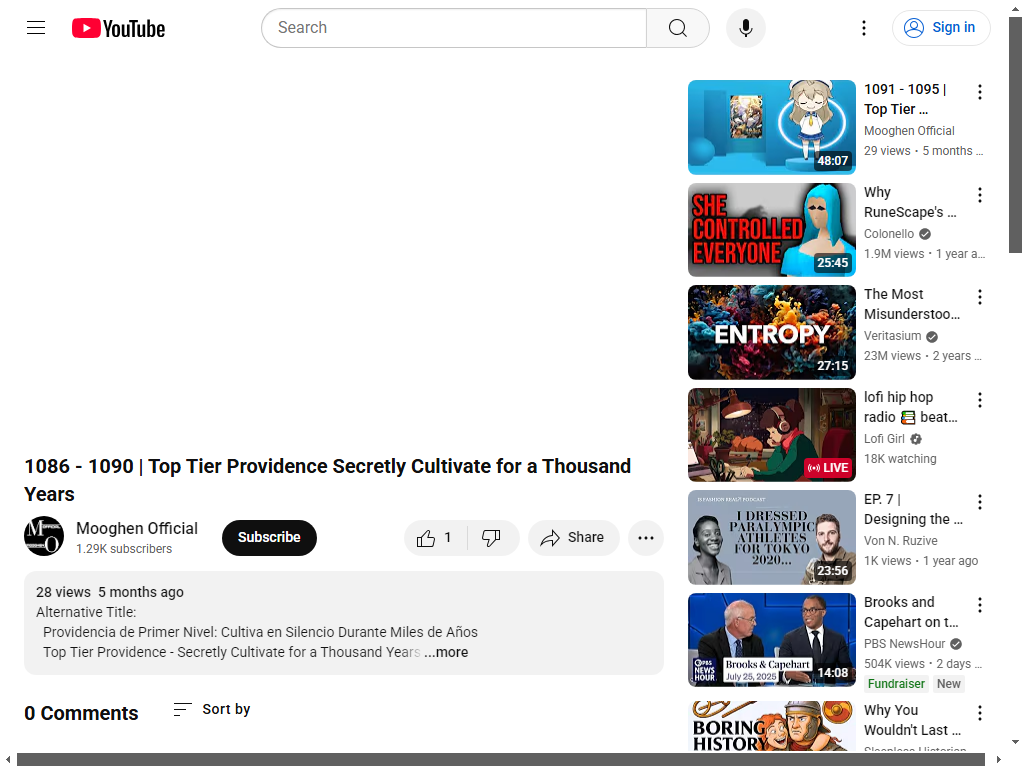 YouTube
Search
Sign in
1086 - 1090 | Top Tier Providence Secretly Cultivate for a Thousand
Years
Mooghen Official
1.29K subscribers
Subscribe
1
Share
28 views 5 months ago
Alternative Title:
Providencia de Primer Nivel: Cultiva en Silencio Durante Miles de Años
Top Tier Providence - Secretly Cultivate for a Thousand Years ...more
0 Comments
Sort by
48:07
1091 - 1095 |
Top Tier ...
Mooghen Official
29 views • 5 months ...
SHE
CONTROLLED
EVERYONE
25:45
Why
RuneScape's ...
Colonello
1.9M views • 1 year a...
ENTROPY
27:15
The Most
Misunderstoo...
Veritasium
23M views • 2 years ...
LIVE
lofi hip hop
radio 📚 beat...
Lofi Girl
18K watching
IS FASHION REAL?! PODCAST
I DRESSED
PARALYMPIC
ATHLETES
FOR TOKYO
2020...
23:56
EP. 7 |
Designing the ...
Von N. Ruzive
1K views • 1 year ago
PBS
NEWS
HOUR
Brooks & Capehart
July 25, 2025
14:08
Brooks and
Capehart on t...
PBS NewsHour
504K views • 2 days ...
Fundraiser
New
BORING
HISTORY
Why You
Wouldn't Last ...
Sleepless Historian